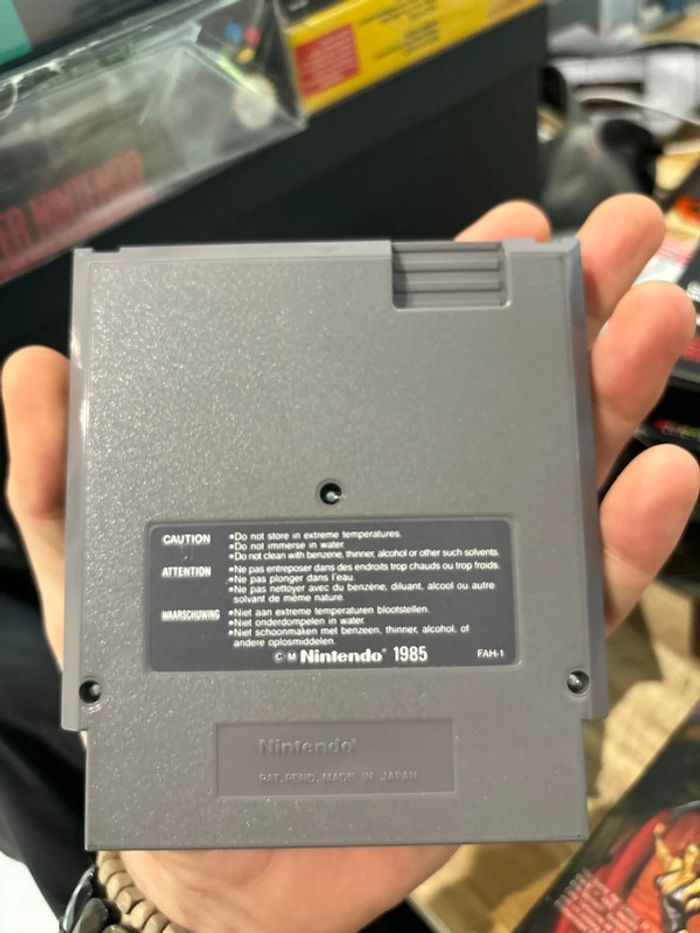 ER NINTENDO
CAUTION
•Do not store in extreme temperatures.
•Do not immerse in water.
•Do not clean with benzene, thinner, alcohol or other such solvents.
ATTENTION
•Ne pas entreposer dans des endroits trop chauds ou trop froids.
•Ne pas plonger dans l'eau.
•Ne pas nettoyer avec du benzène, diluant, alcool ou autre
solvant de même nature.
WAARSCHUWING
•Niet aan extreme temperaturen blootstellen.
•Niet onderdompelen in water.
•Niet schoonmaken met benzeen, thinner, alcohol, of
andere oplosmiddelen.
© M Nintendo® 1985
FAH-1
Nintendo®
PAT. PEND. MADE IN JAPAN